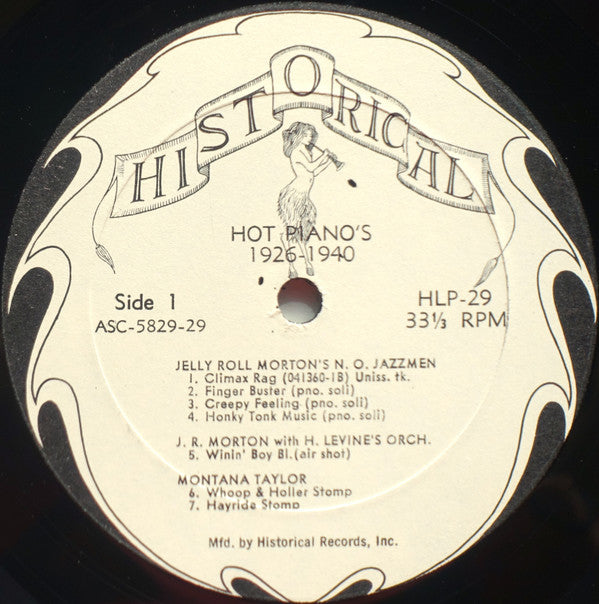 HISTORICAL
HOT PIANO'S
1926-1940
Side 1
ASC-5829-29
HLP-29
33⅓ RPM
JELLY ROLL MORTON'S N. O. JAZZMEN
1. Climax Rag (041360-1B) Uniss. tk.
2. Finger Buster (pno. soli)
3. Creepy Feeling (pno. soli)
4. Honky Tonk Music (pno. soli)
J. R. MORTON with H. LEVINE'S ORCH.
5. Winin' Boy Bl.(air shot)
MONTANA TAYLOR
6. Whoop & Holler Stomp
7. Hayride Stomp
Mfd. by Historical Records, Inc.